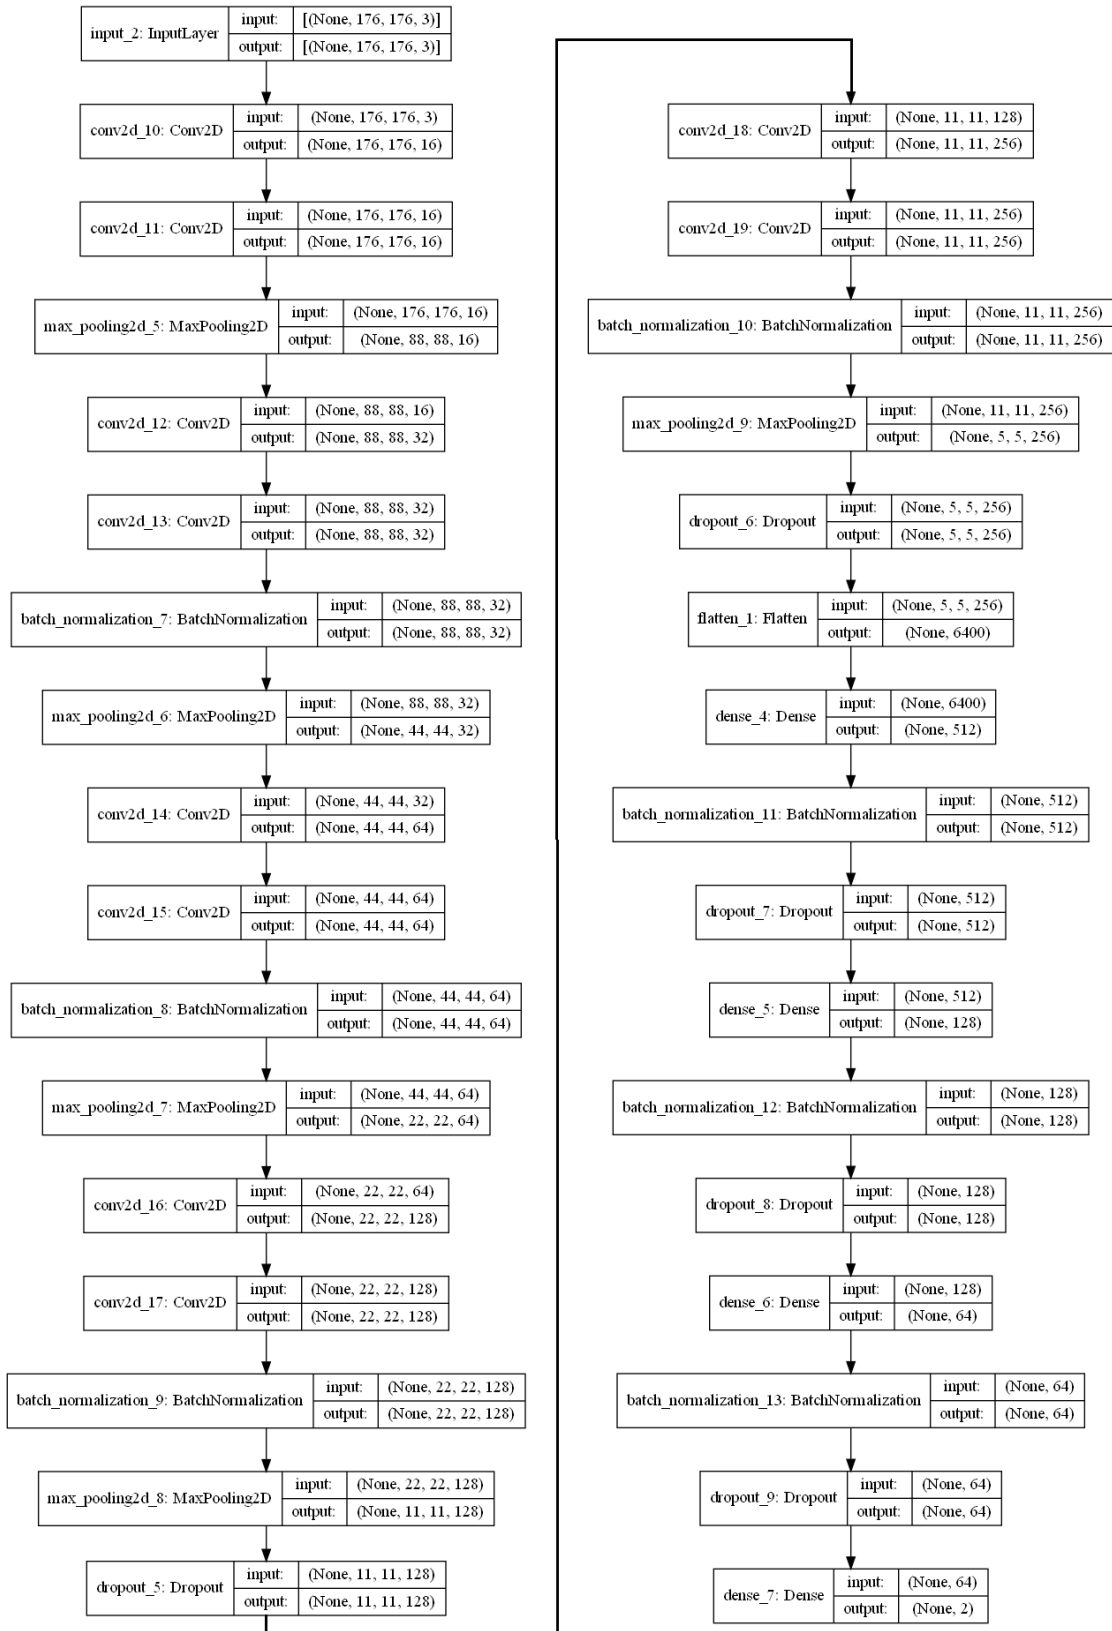 input_2: InputLayer input: [(None, 176, 176, 3)]
output: [(None, 176, 176, 3)]
conv2d_10: Conv2D input: (None, 176, 176, 3)
output: (None, 176, 176, 16)
conv2d_11: Conv2D input: (None, 176, 176, 16)
output: (None, 176, 176, 16)
max_pooling2d_5: MaxPooling2D input: (None, 176, 176, 16)
output: (None, 88, 88, 16)
conv2d_12: Conv2D input: (None, 88, 88, 16)
output: (None, 88, 88, 32)
conv2d_13: Conv2D input: (None, 88, 88, 32)
output: (None, 88, 88, 32)
batch_normalization_7: BatchNormalization input: (None, 88, 88, 32)
output: (None, 88, 88, 32)
max_pooling2d_6: MaxPooling2D input: (None, 88, 88, 32)
output: (None, 44, 44, 32)
conv2d_14: Conv2D input: (None, 44, 44, 32)
output: (None, 44, 44, 64)
conv2d_15: Conv2D input: (None, 44, 44, 64)
output: (None, 44, 44, 64)
batch_normalization_8: BatchNormalization input: (None, 44, 44, 64)
output: (None, 44, 44, 64)
max_pooling2d_7: MaxPooling2D input: (None, 44, 44, 64)
output: (None, 22, 22, 64)
conv2d_16: Conv2D input: (None, 22, 22, 64)
output: (None, 22, 22, 128)
conv2d_17: Conv2D input: (None, 22, 22, 128)
output: (None, 22, 22, 128)
batch_normalization_9: BatchNormalization input: (None, 22, 22, 128)
output: (None, 22, 22, 128)
max_pooling2d_8: MaxPooling2D input: (None, 22, 22, 128)
output: (None, 11, 11, 128)
dropout_5: Dropout input: (None, 11, 11, 128)
output: (None, 11, 11, 128)
conv2d_18: Conv2D input: (None, 11, 11, 128)
output: (None, 11, 11, 256)
conv2d_19: Conv2D input: (None, 11, 11, 256)
output: (None, 11, 11, 256)
batch_normalization_10: BatchNormalization input: (None, 11, 11, 256)
output: (None, 11, 11, 256)
max_pooling2d_9: MaxPooling2D input: (None, 11, 11, 256)
output: (None, 5, 5, 256)
dropout_6: Dropout input: (None, 5, 5, 256)
output: (None, 5, 5, 256)
flatten_1: Flatten input: (None, 5, 5, 256)
output: (None, 6400)
dense_4: Dense input: (None, 6400)
output: (None, 512)
batch_normalization_11: BatchNormalization input: (None, 512)
output: (None, 512)
dropout_7: Dropout input: (None, 512)
output: (None, 512)
dense_5: Dense input: (None, 512)
output: (None, 128)
batch_normalization_12: BatchNormalization input: (None, 128)
output: (None, 128)
dropout_8: Dropout input: (None, 128)
output: (None, 128)
dense_6: Dense input: (None, 128)
output: (None, 64)
batch_normalization_13: BatchNormalization input: (None, 64)
output: (None, 64)
dropout_9: Dropout input: (None, 64)
output: (None, 64)
dense_7: Dense input: (None, 64)
output: (None, 2)